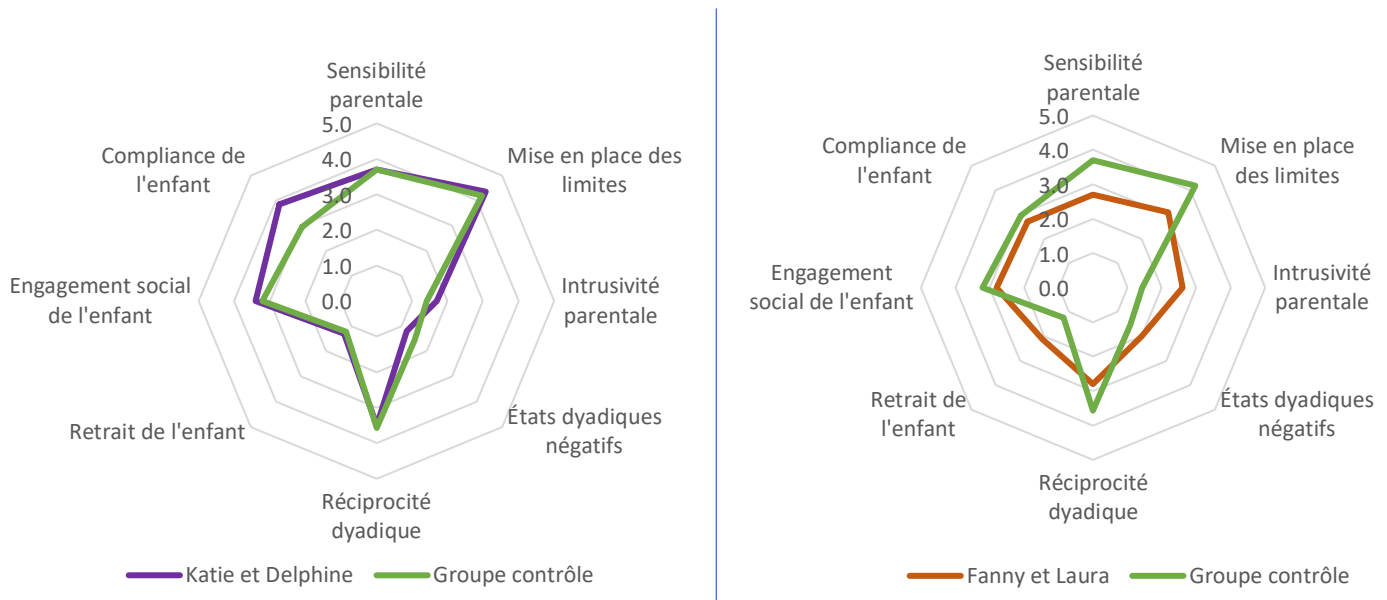 Sensibilité
parentale
5.0
4.0
3.0
2.0
1.0
0.0
Mise en place des
limites
Intrusivité
parentale
États dyadiques
négatifs
Réciprocité
dyadique
Retrait de l'enfant
Engagement social
de l'enfant
Compliance de
l'enfant
Katie et Delphine
Groupe contrôle
Sensibilité
parentale
5.0
4.0
3.0
2.0
1.0
0.0
Mise en place
des limites
Intrusivité
parentale
États dyadiques
négatifs
Réciprocité
dyadique
Retrait de
l'enfant
Engagement
social de l'enfant
Compliance de
l'enfant
Fanny et Laura
Groupe contrôle